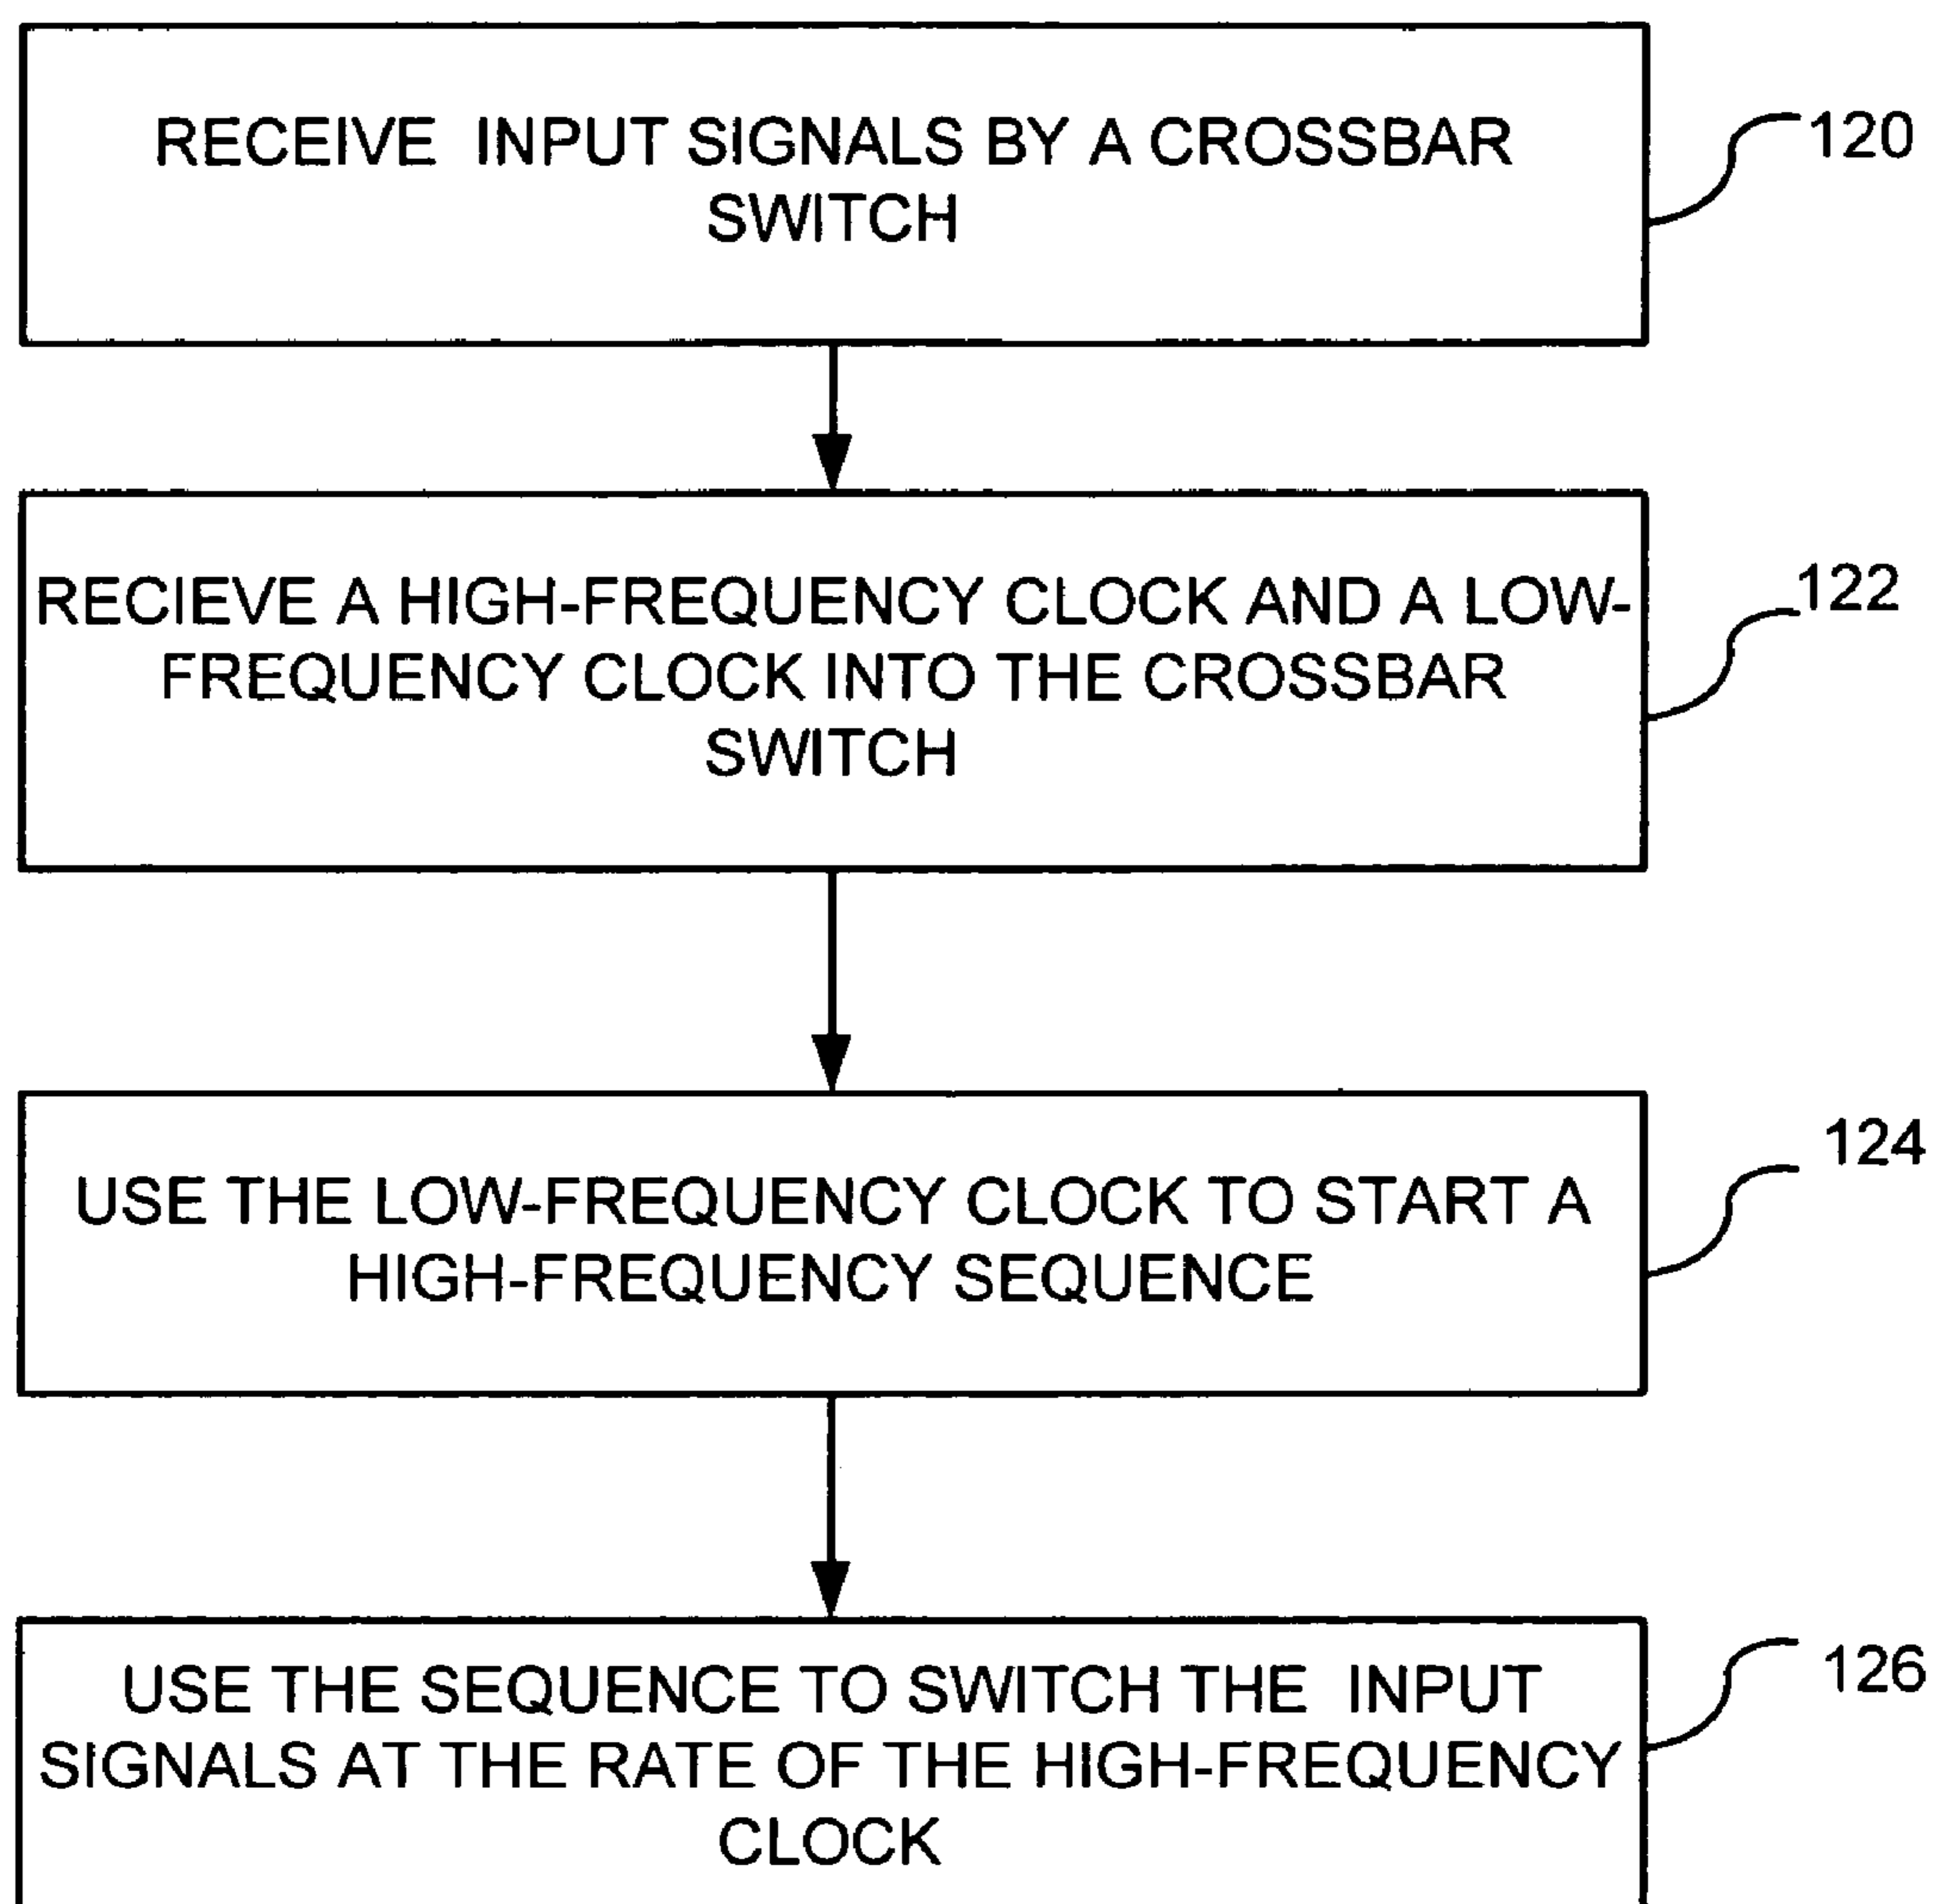 RECEIVE INPUT SIGNALS BY A CROSSBAR
SWITCH
120
RECIEVE A HIGH-FREQUENCY CLOCK AND A LOW-
FREQUENCY CLOCK INTO THE CROSSBAR
SWITCH
122
USE THE LOW-FREQUENCY CLOCK TO START A
HIGH-FREQUENCY SEQUENCE
124
USE THE SEQUENCE TO SWITCH THE INPUT
SIGNALS AT THE RATE OF THE HIGH-FREQUENCY
CLOCK
126